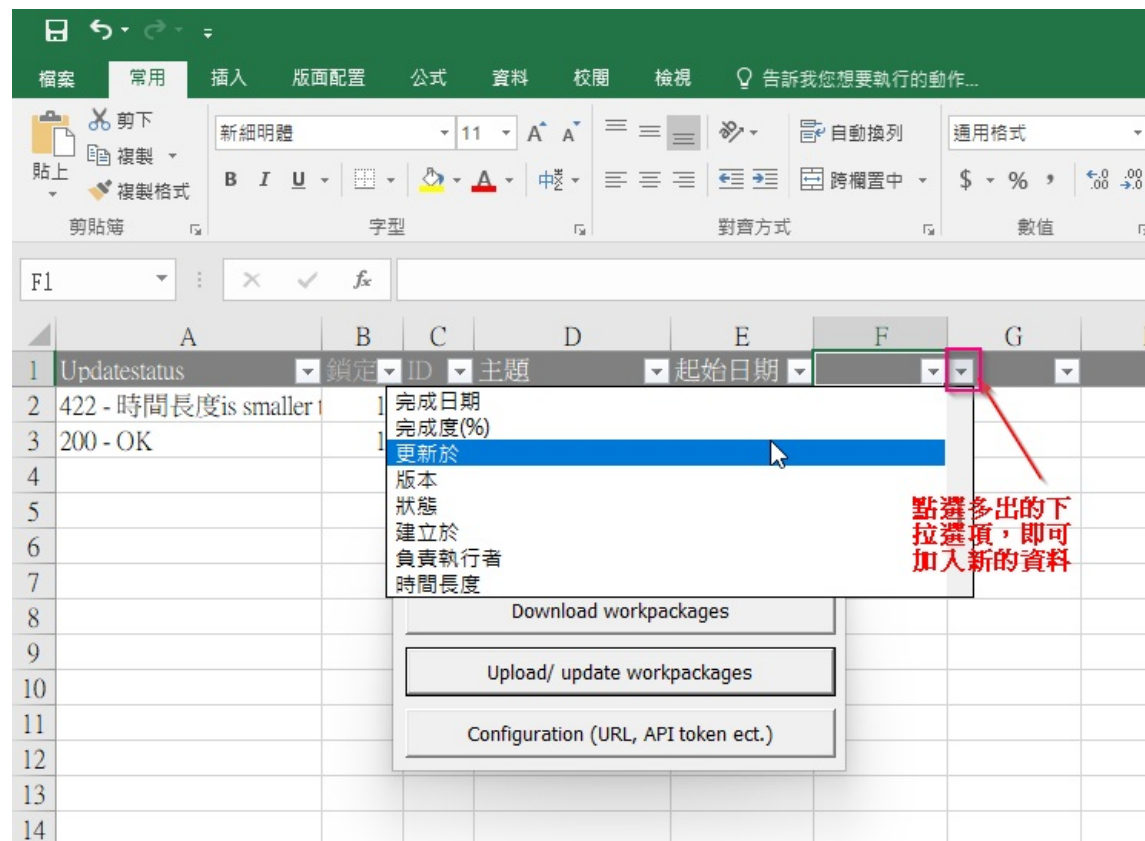 檔案 常用 插入 版面配置 公式 資料 校閱 檢視 告訴我您想要執行的動作...
剪下
複製
貼上
複製格式
新細明體 11 A A
B I U A 中
自動換列
跨欄置中
通用格式
$ % , .00 .00
剪貼簿 字型 對齊方式 數值
F1 fx
A B C D E F G
1 Updatestatus 鎖定 ID 主題 起始日期
2 422 - 時間長度is smaller t 1
3 200 - OK 1
4
5
6
7
8
9
10
11
12
13
14
完成日期
完成度(%)
更新於
版本
狀態
建立於
負責執行者
時間長度
點選多出的下
拉選項，即可
加入新的資料
Download workpackages
Upload/ update workpackages
Configuration (URL, API token ect.)